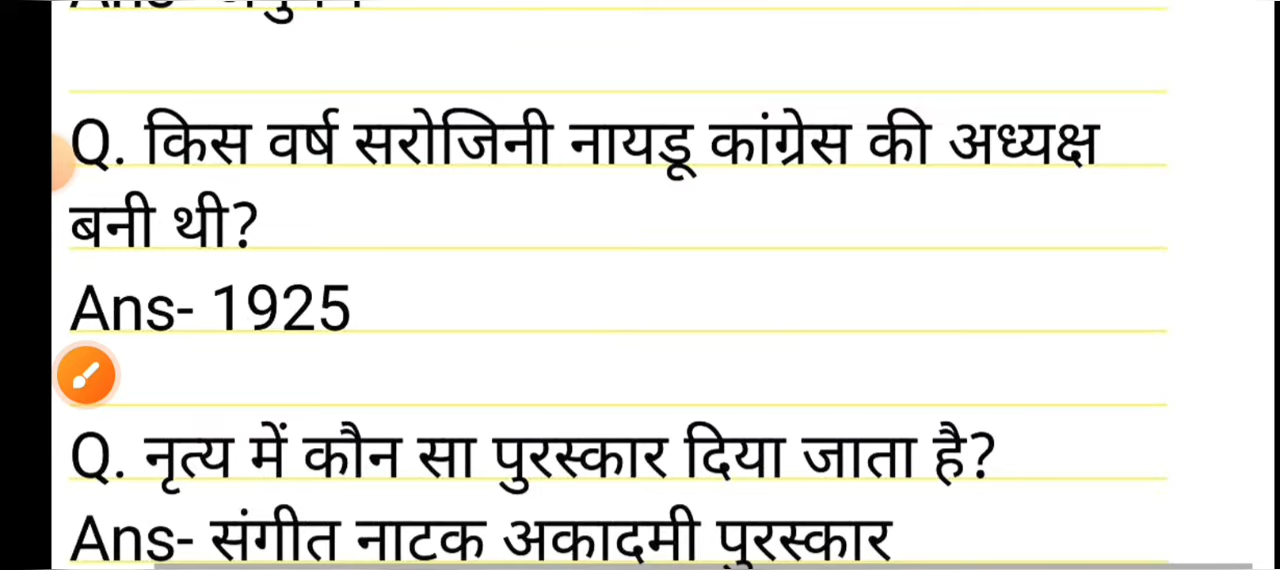 Q. किस वर्ष सरोजिनी नायडू कांग्रेस की अध्यक्ष
बनी थी?
Ans- 1925
Q. नृत्य में कौन सा पुरस्कार दिया जाता है?
Ans- संगीत नाटक अकादमी पुरस्कार